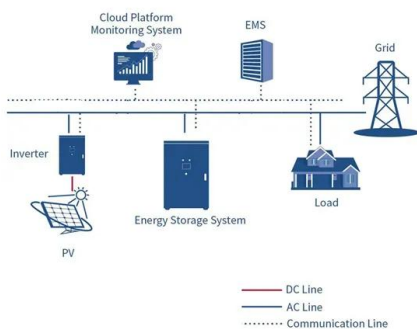 Cloud Platform
Monitoring System
EMS
Grid
Inverter
Energy Storage System
Load
PV
DC Line
AC Line
Communication Line